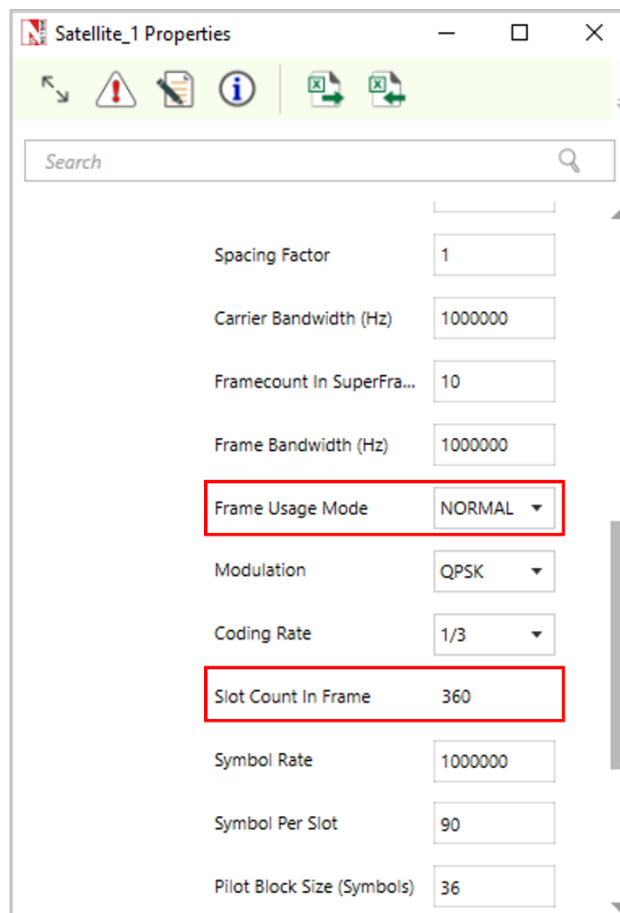 Satellite_1 Properties
Search
Spacing Factor 1
Carrier Bandwidth (Hz) 1000000
Framecount In SuperFra... 10
Frame Bandwidth (Hz) 1000000
Frame Usage Mode NORMAL
Modulation QPSK
Coding Rate 1/3
Slot Count In Frame 360
Symbol Rate 1000000
Symbol Per Slot 90
Pilot Block Size (Symbols) 36